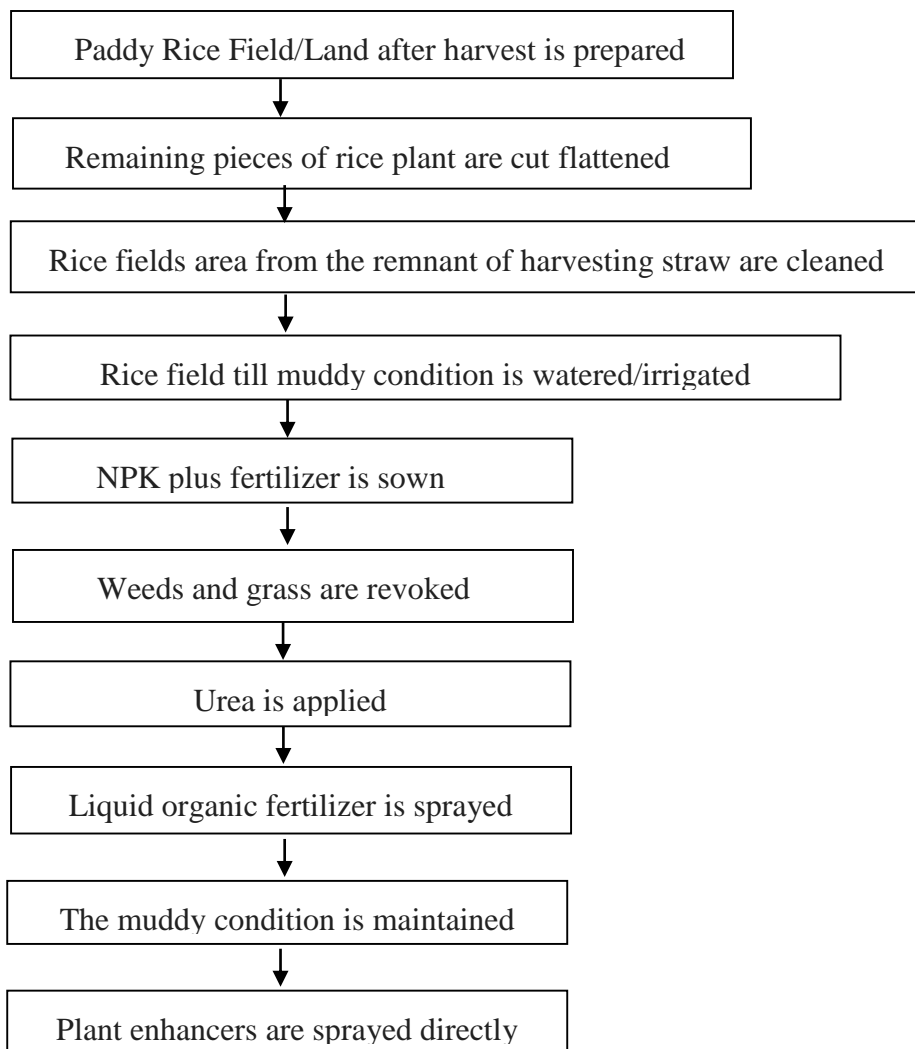 Paddy Rice Field/Land after harvest is prepared
Remaining pieces of rice plant are cut flattened
Rice fields area from the remnant of harvesting straw are cleaned
Rice field till muddy condition is watered/irrigated
NPK plus fertilizer is sown
Weeds and grass are revoked
Urea is applied
Liquid organic fertilizer is sprayed
The muddy condition is maintained
Plant enhancers are sprayed directly